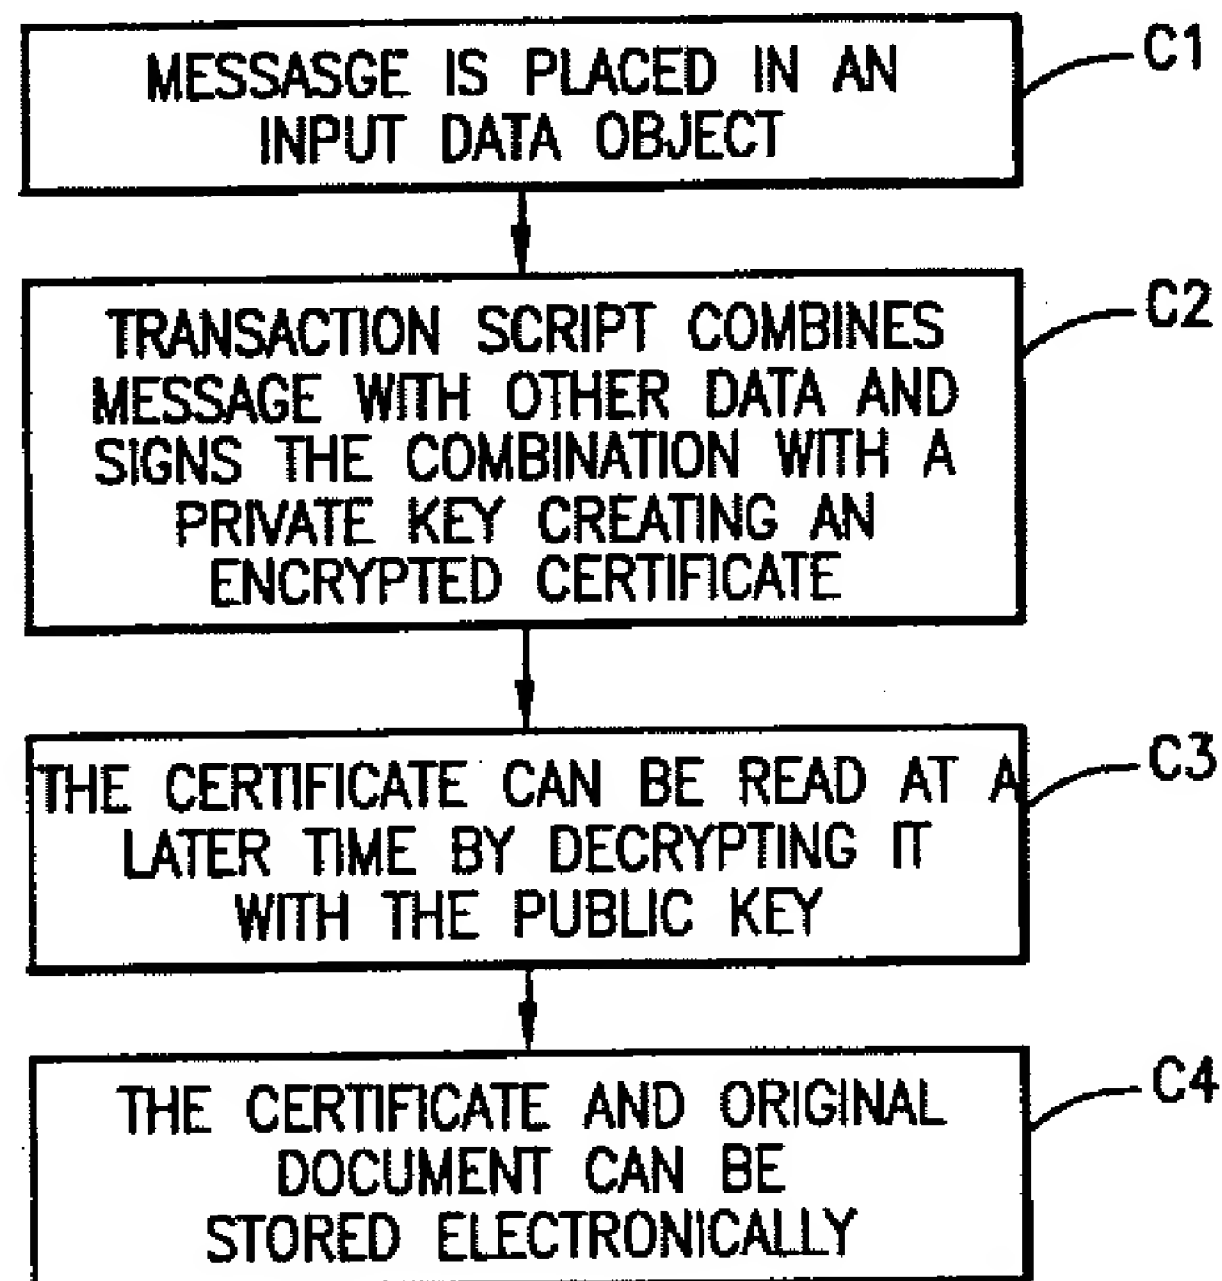 MESSASGE IS PLACED IN AN
INPUT DATA OBJECT
C1
TRANSACTION SCRIPT COMBINES
MESSAGE WITH OTHER DATA AND
SIGNS THE COMBINATION WITH A
PRIVATE KEY CREATING AN
ENCRYPTED CERTIFICATE
C2
THE CERTIFICATE CAN BE READ AT A
LATER TIME BY DECRYPTING IT
WITH THE PUBLIC KEY
C3
THE CERTIFICATE AND ORIGINAL
DOCUMENT CAN BE
STORED ELECTRONICALLY
C4